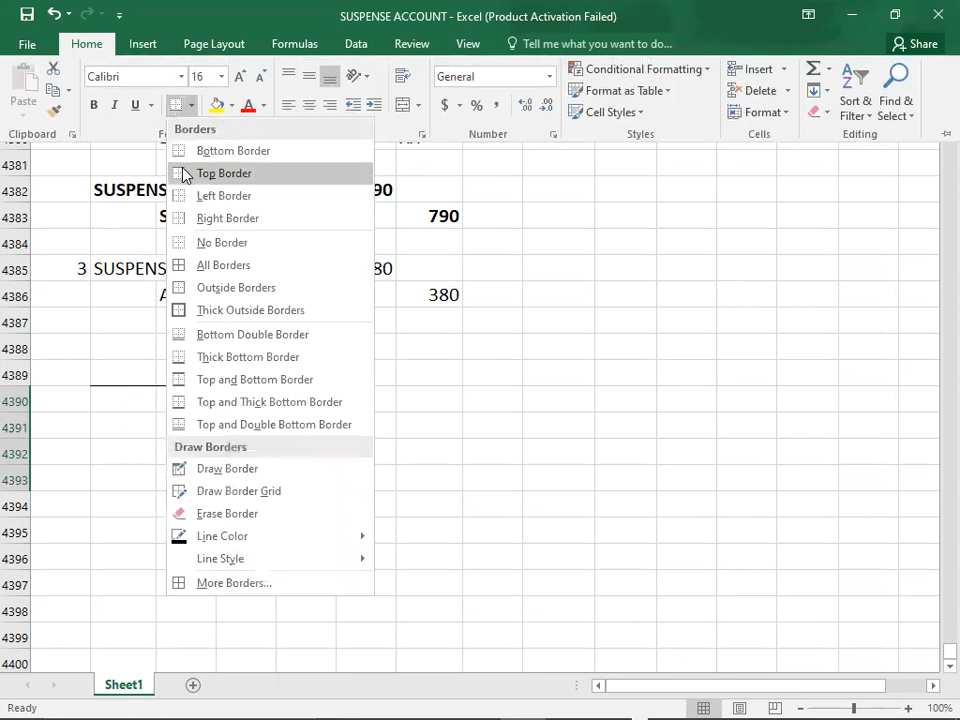 SUSPENSE ACCOUNT - Excel (Product Activation Failed)
File Home Insert Page Layout Formulas Data Review View Tell me what you want to do... Share
Paste
Calibri 16
B I U
General
$ % ,
Conditional Formatting
Format as Table
Cell Styles
Insert
Delete
Format
Sort & Filter
Find & Select
Clipboard Number Styles Cells Editing
Borders
Bottom Border
Top Border
Left Border
Right Border
No Border
All Borders
Outside Borders
Thick Outside Borders
Bottom Double Border
Thick Bottom Border
Top and Bottom Border
Top and Thick Bottom Border
Top and Double Bottom Border
Draw Borders
Draw Border
Draw Border Grid
Erase Border
Line Color
Line Style
More Borders...
4381
4382 SUSPENS 90
4383 S 790
4384
4385 3 SUSPENS 80
4386 A 380
4387
4388
4389
4390
4391
4392
4393
4394
4395
4396
4397
4398
4399
4400
Sheet1
Ready 100%